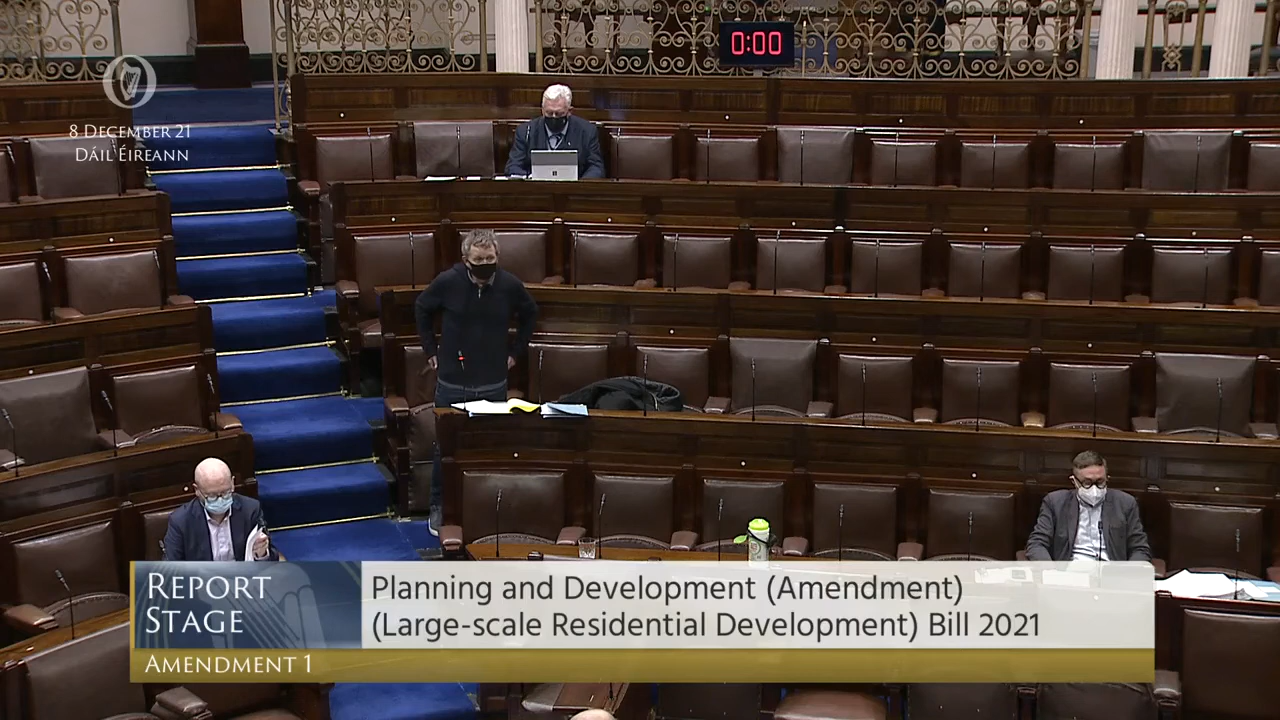 0:00
8 December 21
Dáil Éireann
Report
Stage
Planning and Development (Amendment)
(Large-scale Residential Development) Bill 2021
Amendment 1